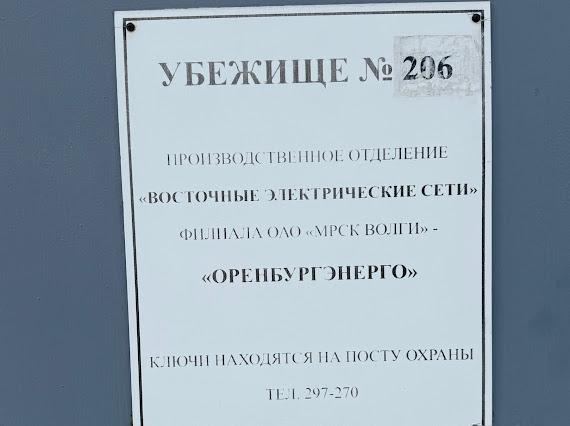 УБЕЖИЩЕ № 206
ПРОИЗВОДСТВЕННОЕ ОТДЕЛЕНИЕ
«ВОСТОЧНЫЕ ЭЛЕКТРИЧЕСКИЕ СЕТИ»
ФИЛИАЛА ОАО «МРСК ВОЛГИ» -
«ОРЕНБУРГЭНЕРГО»
КЛЮЧИ НАХОДЯТСЯ НА ПОСТУ ОХРАНЫ
ТЕЛ. 297-270